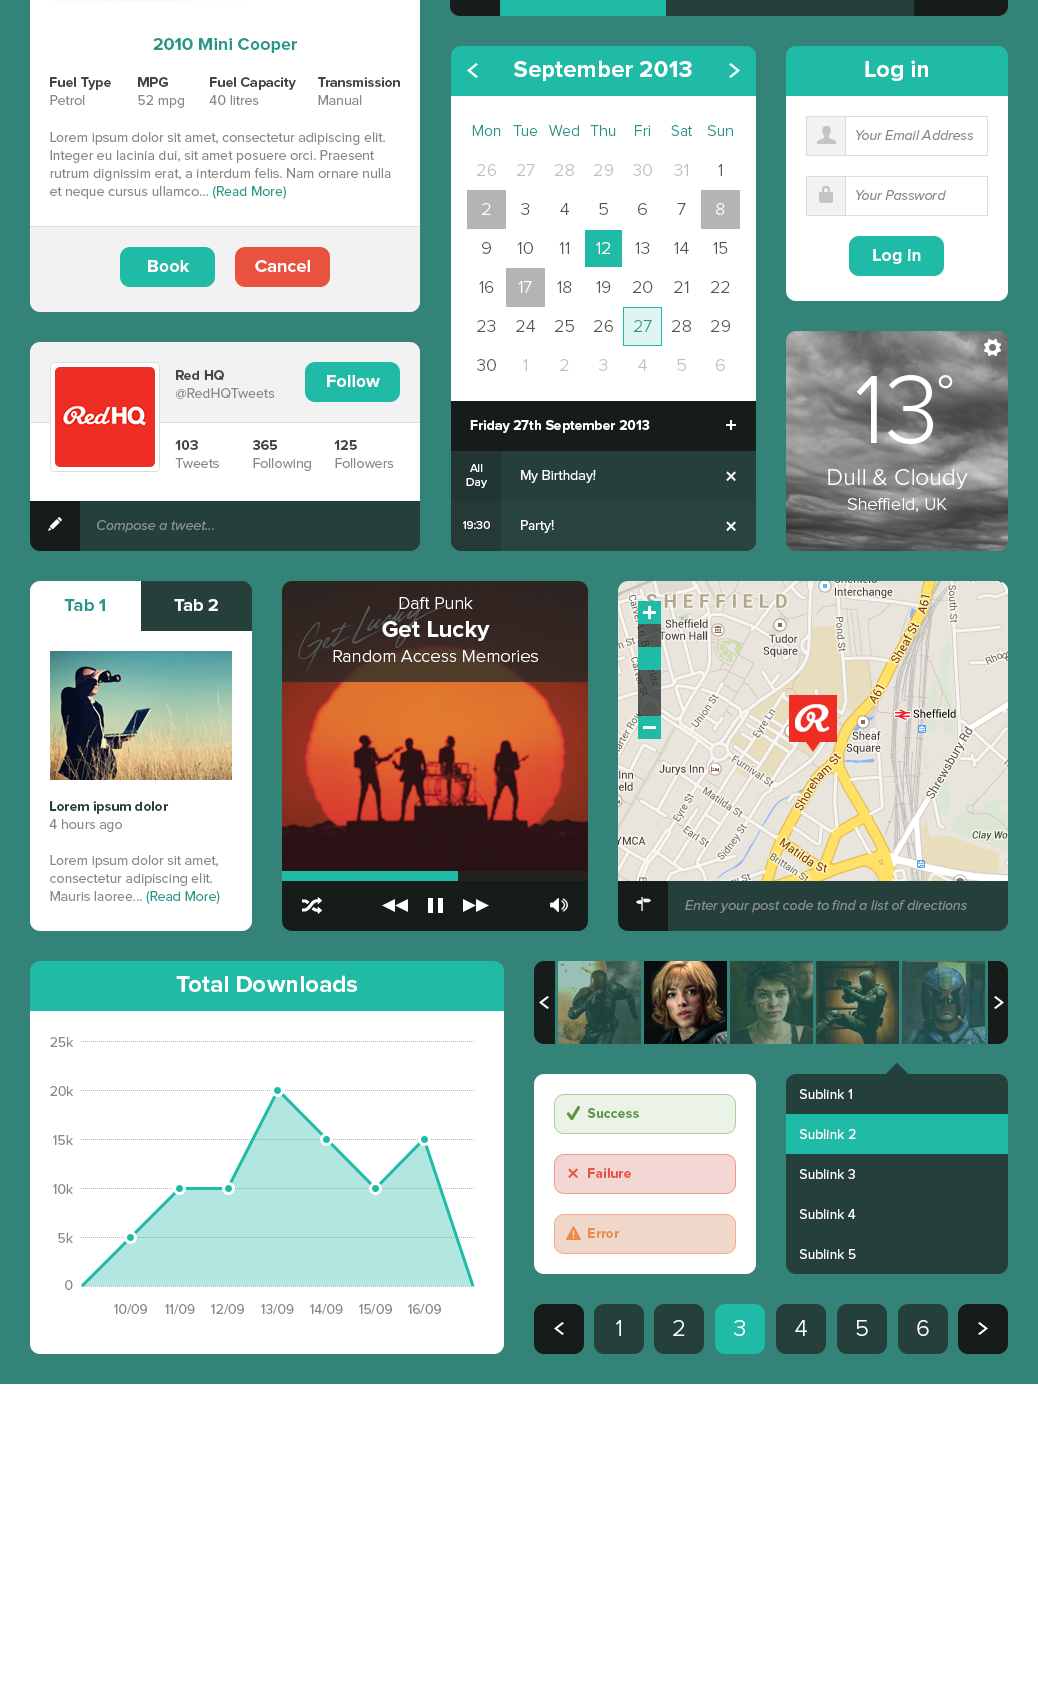 2010 Mini Cooper
Fuel Type MPG Fuel Capacity Transmission
Petrol 52 mpg 40 litres Manual
Lorem ipsum dolor sit amet, consectetur adipiscing elit.
Integer eu lacinia dui, sit amet posuere orci. Praesent
rutrum dignissim erat, a interdum felis. Nam ornare nulla
et neque cursus ullamco... (Read More)
Book Cancel
September 2013
Mon Tue Wed Thu Fri Sat Sun
26 27 28 29 30 31 1
2 3 4 5 6 7 8
9 10 11 12 13 14 15
16 17 18 19 20 21 22
23 24 25 26 27 28 29
30 1 2 3 4 5 6
Friday 27th September 2013 +
All
Day
My Birthday!
19:30 Party!
Log in
Your Email Address
Your Password
Log In
Red HQ
@RedHQTweets
Follow
RedHQ
103 365 125
Tweets Following Followers
Compose a tweet...
13°
Dull & Cloudy
Sheffield, UK
Tab 1 Tab 2
Lorem ipsum dolor
4 hours ago
Lorem ipsum dolor sit amet,
consectetur adipiscing elit.
Mauris laoree... (Read More)
Get Lucky
Daft Punk
Get Lucky
Random Access Memories
Interchange
SHEFFIELD
Sheffield
Town Hall
Tudor
Square
Pond St
South St
Sheaf St
A61
A61
Union St
Eyre Ln
R
Sheffield
Sheaf
Square
Shrewsbury Rd
Jurys Inn
Furnival St
Shoreham St
Matilda St
Eyre St
Earl St
Sidney St
YMCA
Matilda St
Brittain St
Clay Wo
Enter your post code to find a list of directions
Total Downloads
25k
20k
15k
10k
5k
0
10/09 11/09 12/09 13/09 14/09 15/09 16/09
Success
Failure
Error
Sublink 1
Sublink 2
Sublink 3
Sublink 4
Sublink 5
1 2 3 4 5 6